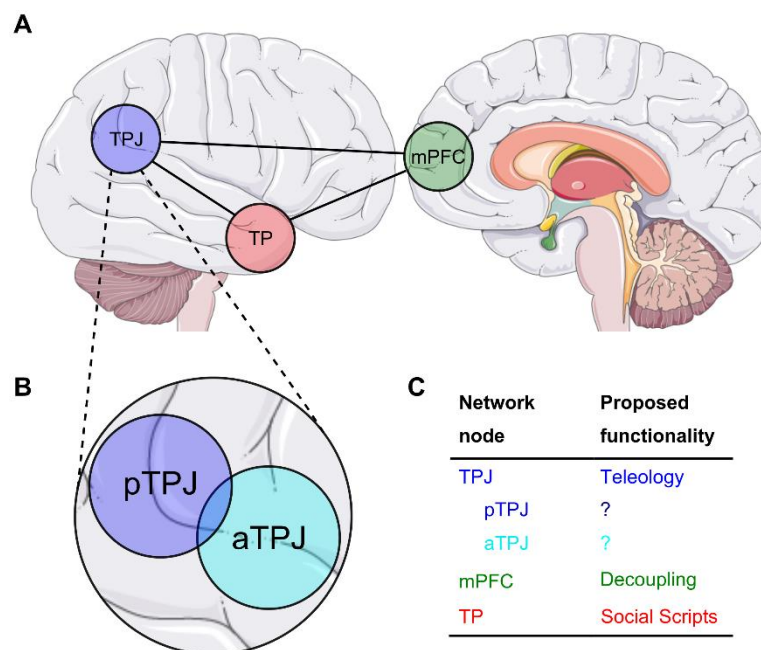 A
TPJ
mPFC
TP
B
pTPJ
aTPJ
C
Network node Proposed functionality
TPJ Teleology
pTPJ ?
aTPJ ?
mPFC Decoupling
TP Social Scripts